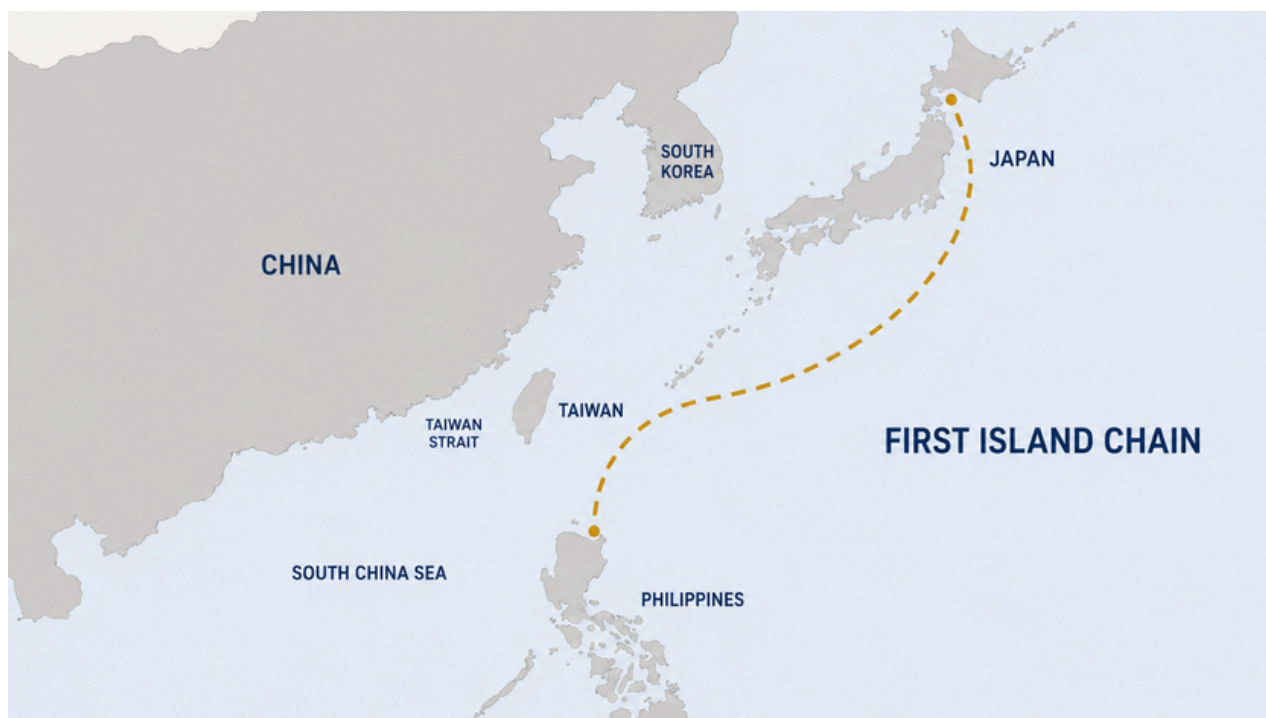 SOUTH
KOREA
JAPAN
CHINA
TAIWAN
TAIWAN
STRAIT
FIRST ISLAND CHAIN
SOUTH CHINA SEA
PHILIPPINES